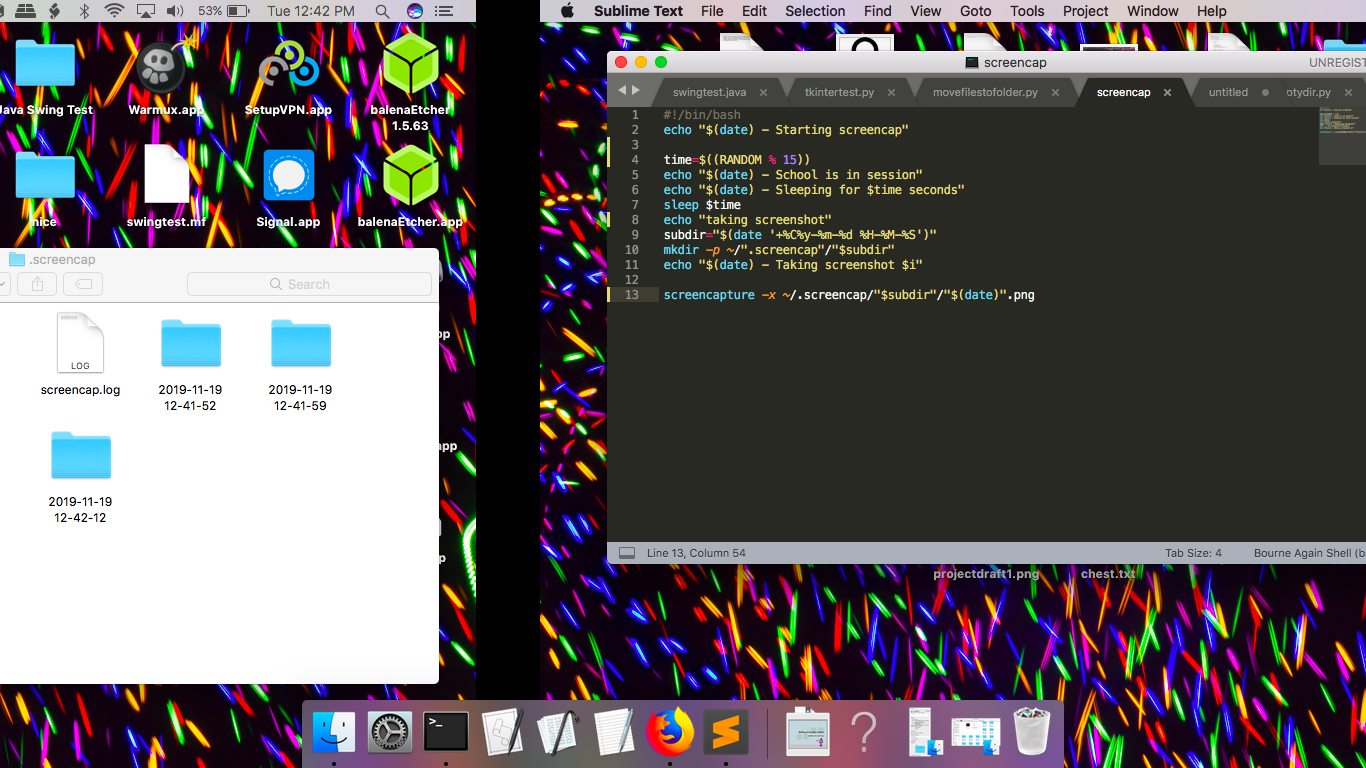 53%
Tue 12:42 PM
Java Swing Test
Warmux.app
SetupVPN.app
balenaEtcher
1.5.63
nice
swingtest.mf
Signal.app
balenaEtcher.app
.screencap
Search
LOG
screencap.log
2019-11-19
12-41-52
2019-11-19
12-41-59
2019-11-19
12-42-12
Sublime Text File Edit Selection Find View Goto Tools Project Window Help
screencap
UNREGIST
swingtest.java
tkintertest.py
movefilestofolder.py
screencap
untitled
otydir.py
1 #!/bin/bash
2 echo "$(date) - Starting screencap"
3
4 time=$((RANDOM % 15))
5 echo "$(date) - School is in session"
6 echo "$(date) - Sleeping for $time seconds"
7 sleep $time
8 echo "taking screenshot"
9 subdir="$(date '+%C%y-%m-%d %H-%M-%S')"
10 mkdir -p ~/".screencap"/"$subdir"
11 echo "$(date) - Taking screenshot $i"
12
13 screencapture -x ~/.screencap/"$subdir"/"$(date)".png
Line 13, Column 54
Tab Size: 4
Bourne Again Shell (b
projectdraft1.png
chest.txt